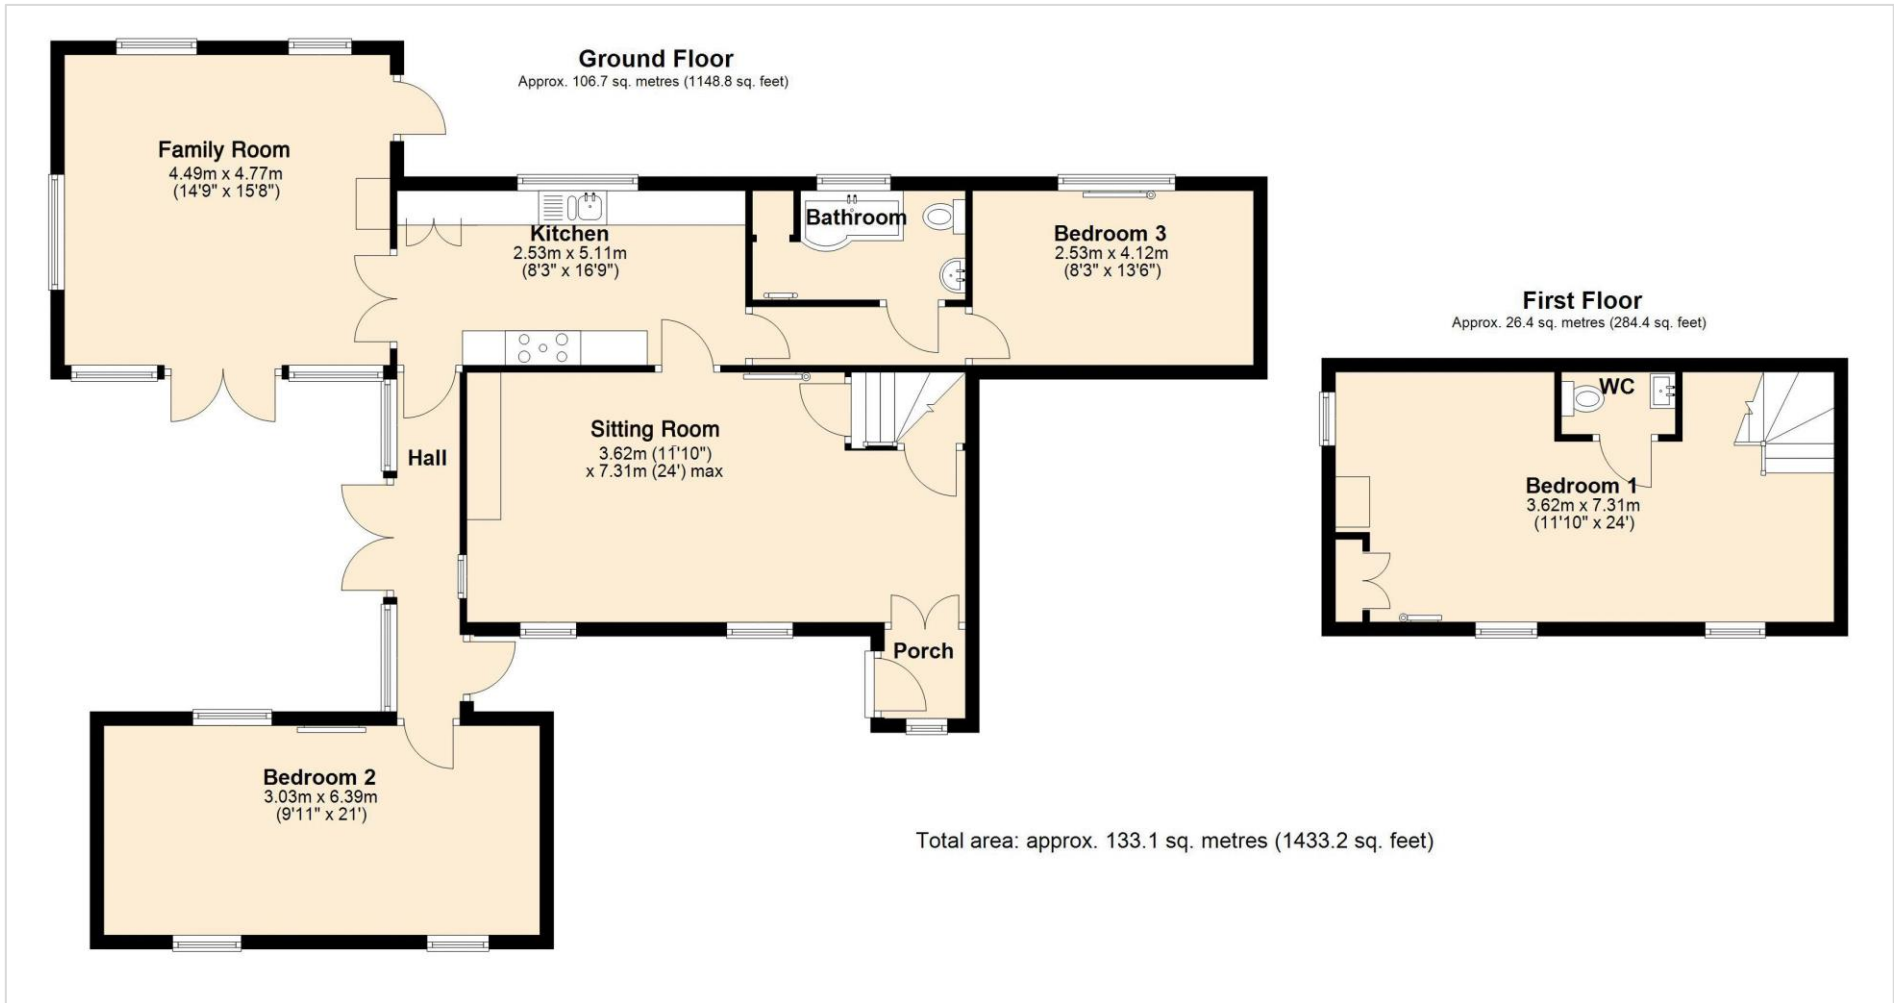 Ground Floor
Approx. 106.7 sq. metres (1148.8 sq. feet)
Family Room
4.49m x 4.77m
(14'9" x 15'8")
Kitchen
2.53m x 5.11m
(8'3" x 16'9")
Bathroom
Bedroom 3
2.53m x 4.12m
(8'3" x 13'6")
Hall
Sitting Room
3.62m (11'10")
x 7.31m (24') max
Porch
Bedroom 2
3.03m x 6.39m
(9'11" x 21')
First Floor
Approx. 26.4 sq. metres (284.4 sq. feet)
WC
Bedroom 1
3.62m x 7.31m
(11'10" x 24')
Total area: approx. 133.1 sq. metres (1433.2 sq. feet)